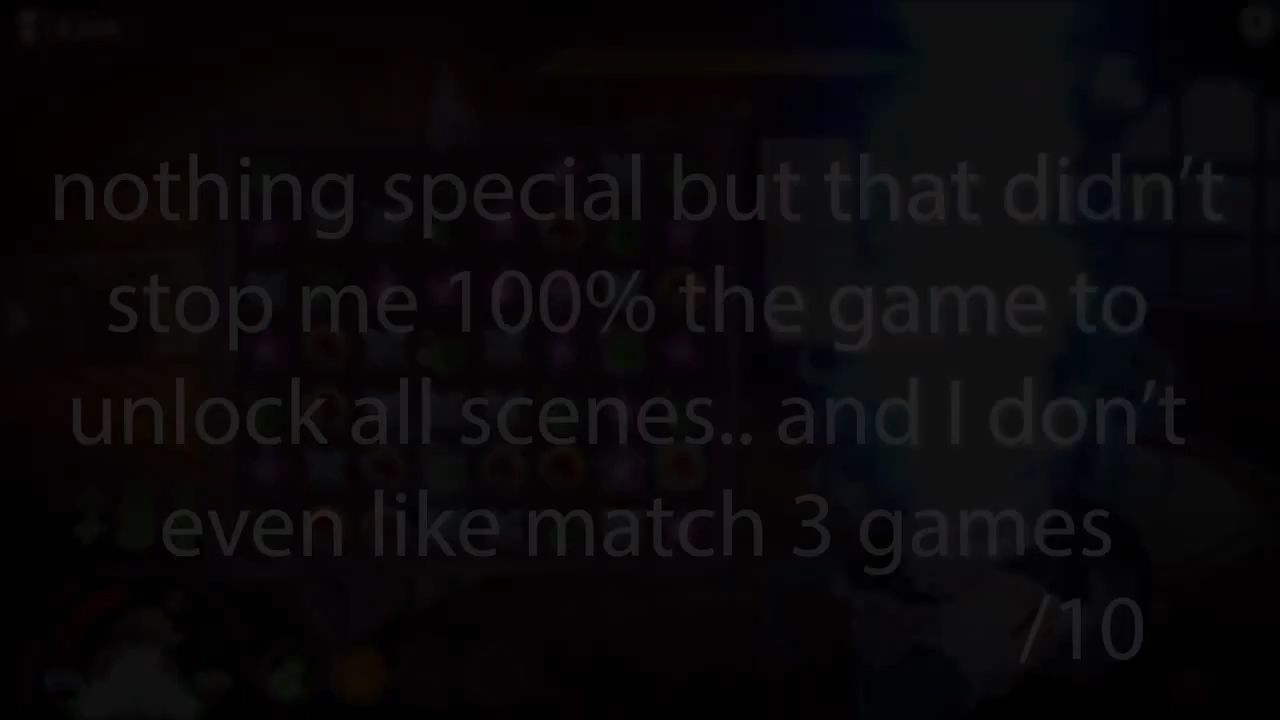 nothing special but that didn’t
stop me 100% the game to
unlock all scenes.. and I don’t
even like match 3 games
/10